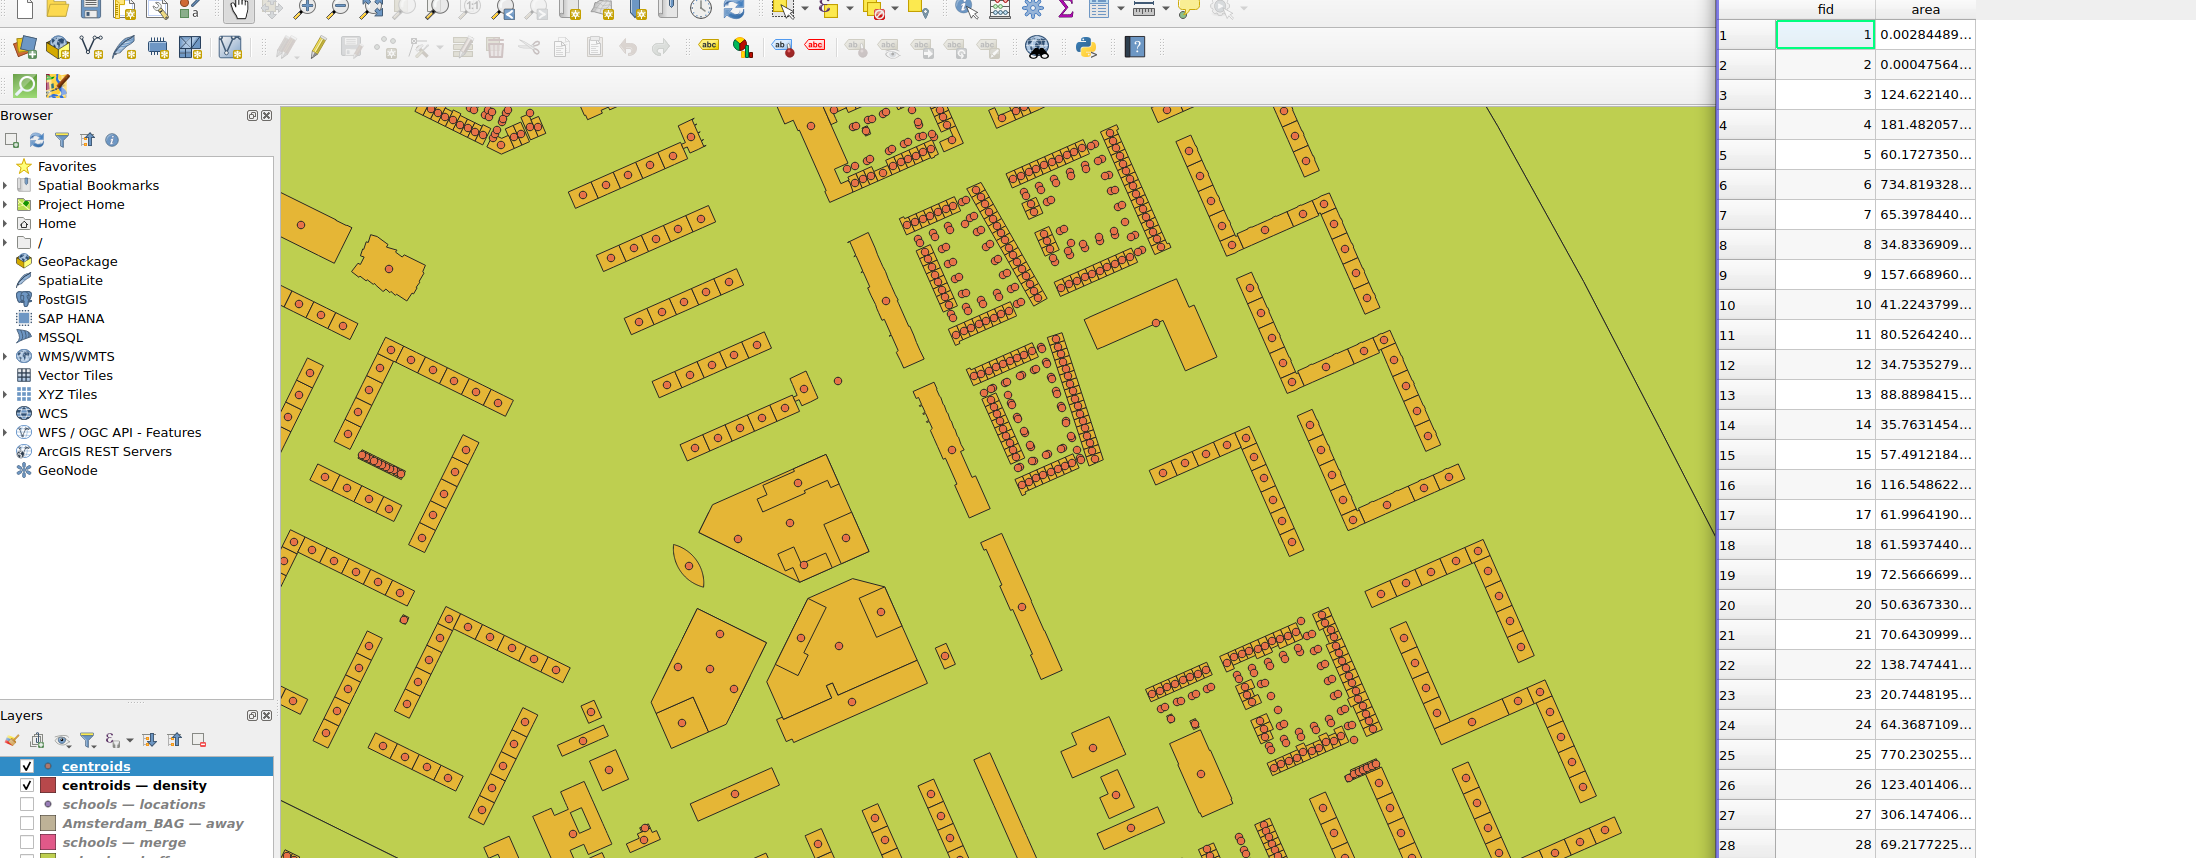 1:1
a
ε
Σ
abc
abc
abc
abc
?
Browser
Favorites
Spatial Bookmarks
Project Home
Home
/
GeoPackage
SpatiaLite
PostGIS
SAP HANA
MSSQL
WMS/WMTS
Vector Tiles
XYZ Tiles
WCS
WFS / OGC API - Features
ArcGIS REST Servers
GeoNode
Layers
centroids
centroids — density
schools — locations
Amsterdam_BAG — away
schools — merge
fid area
1 1 0.00284489...
2 2 0.00047564...
3 3 124.622140...
4 4 181.482057...
5 5 60.1727350...
6 6 734.819328...
7 7 65.3978440...
8 8 34.8336909...
9 9 157.668960...
10 10 41.2243799...
11 11 80.5264240...
12 12 34.7535279...
13 13 88.8898415...
14 14 35.7631454...
15 15 57.4912184...
16 16 116.548622...
17 17 61.9964190...
18 18 61.5937440...
19 19 72.5666699...
20 20 50.6367330...
21 21 70.6430999...
22 22 138.747441...
23 23 20.7448195...
24 24 64.3687109...
25 25 770.230255...
26 26 123.401406...
27 27 306.147406...
28 28 69.2177225...